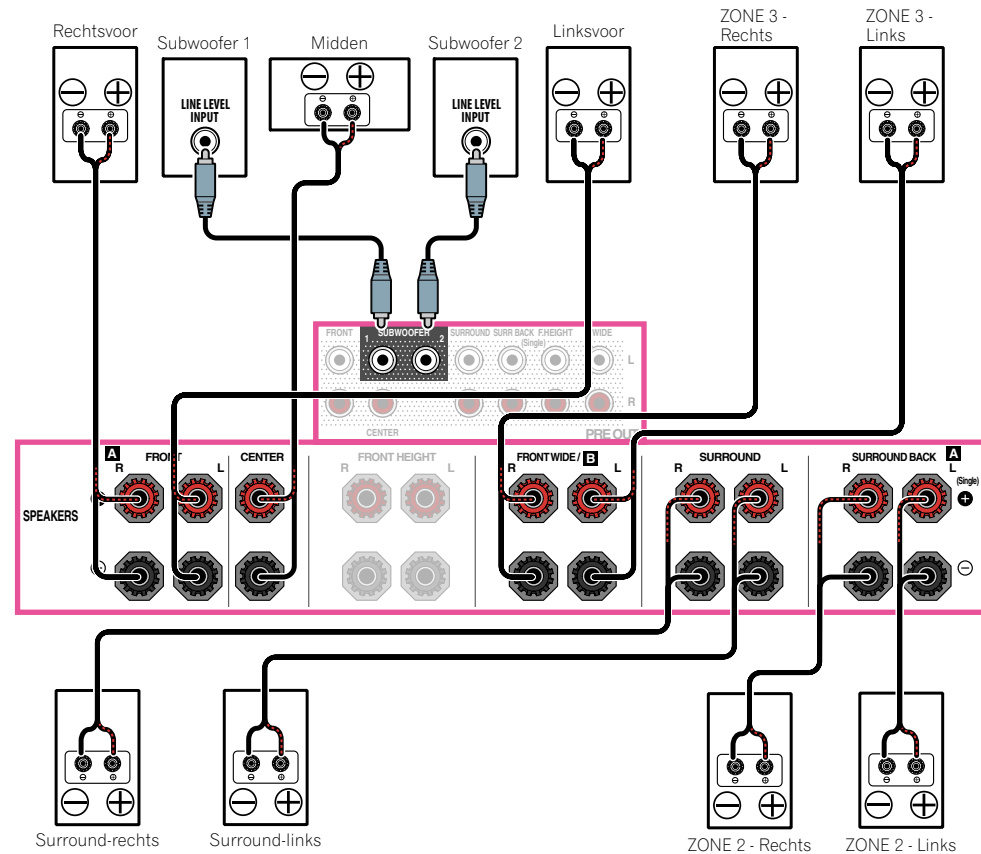 Rechtsvoor
Subwoofer 1
Midden
Subwoofer 2
Linksvoor
ZONE 3 -
Rechts
ZONE 3 -
Links
LINE LEVEL
INPUT
LINE LEVEL
INPUT
FRONT
SUBWOOFER
1
2
SURROUND
SURR BACK
(Single)
F.HEIGHT
WIDE
L
R
CENTER
PRE OUT
SPEAKERS
A
FRONT
R
L
CENTER
FRONT HEIGHT
R
L
FRONT WIDE / B
R
L
SURROUND
R
L
SURROUND BACK
A
R
L
(Single)
Surround-rechts
Surround-links
ZONE 2 - Rechts
ZONE 2 - Links